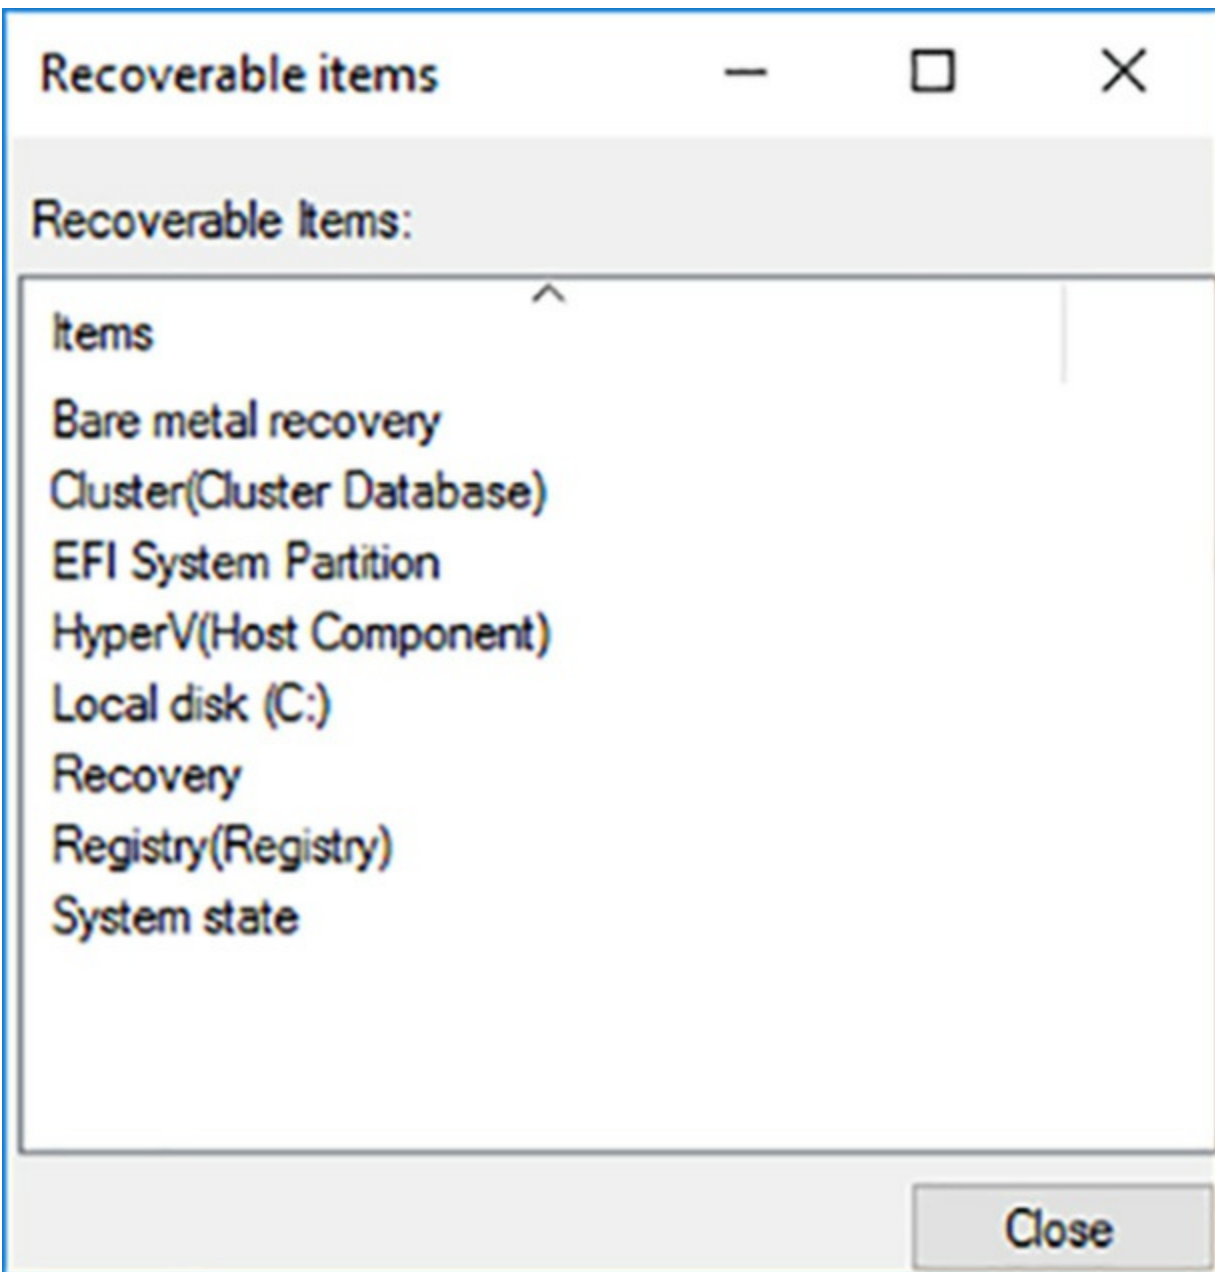 Recoverable items
Recoverable Items:
Items
Bare metal recovery
Cluster(Cluster Database)
EFI System Partition
HyperV(Host Component)
Local disk (C:)
Recovery
Registry(Registry)
System state
Close